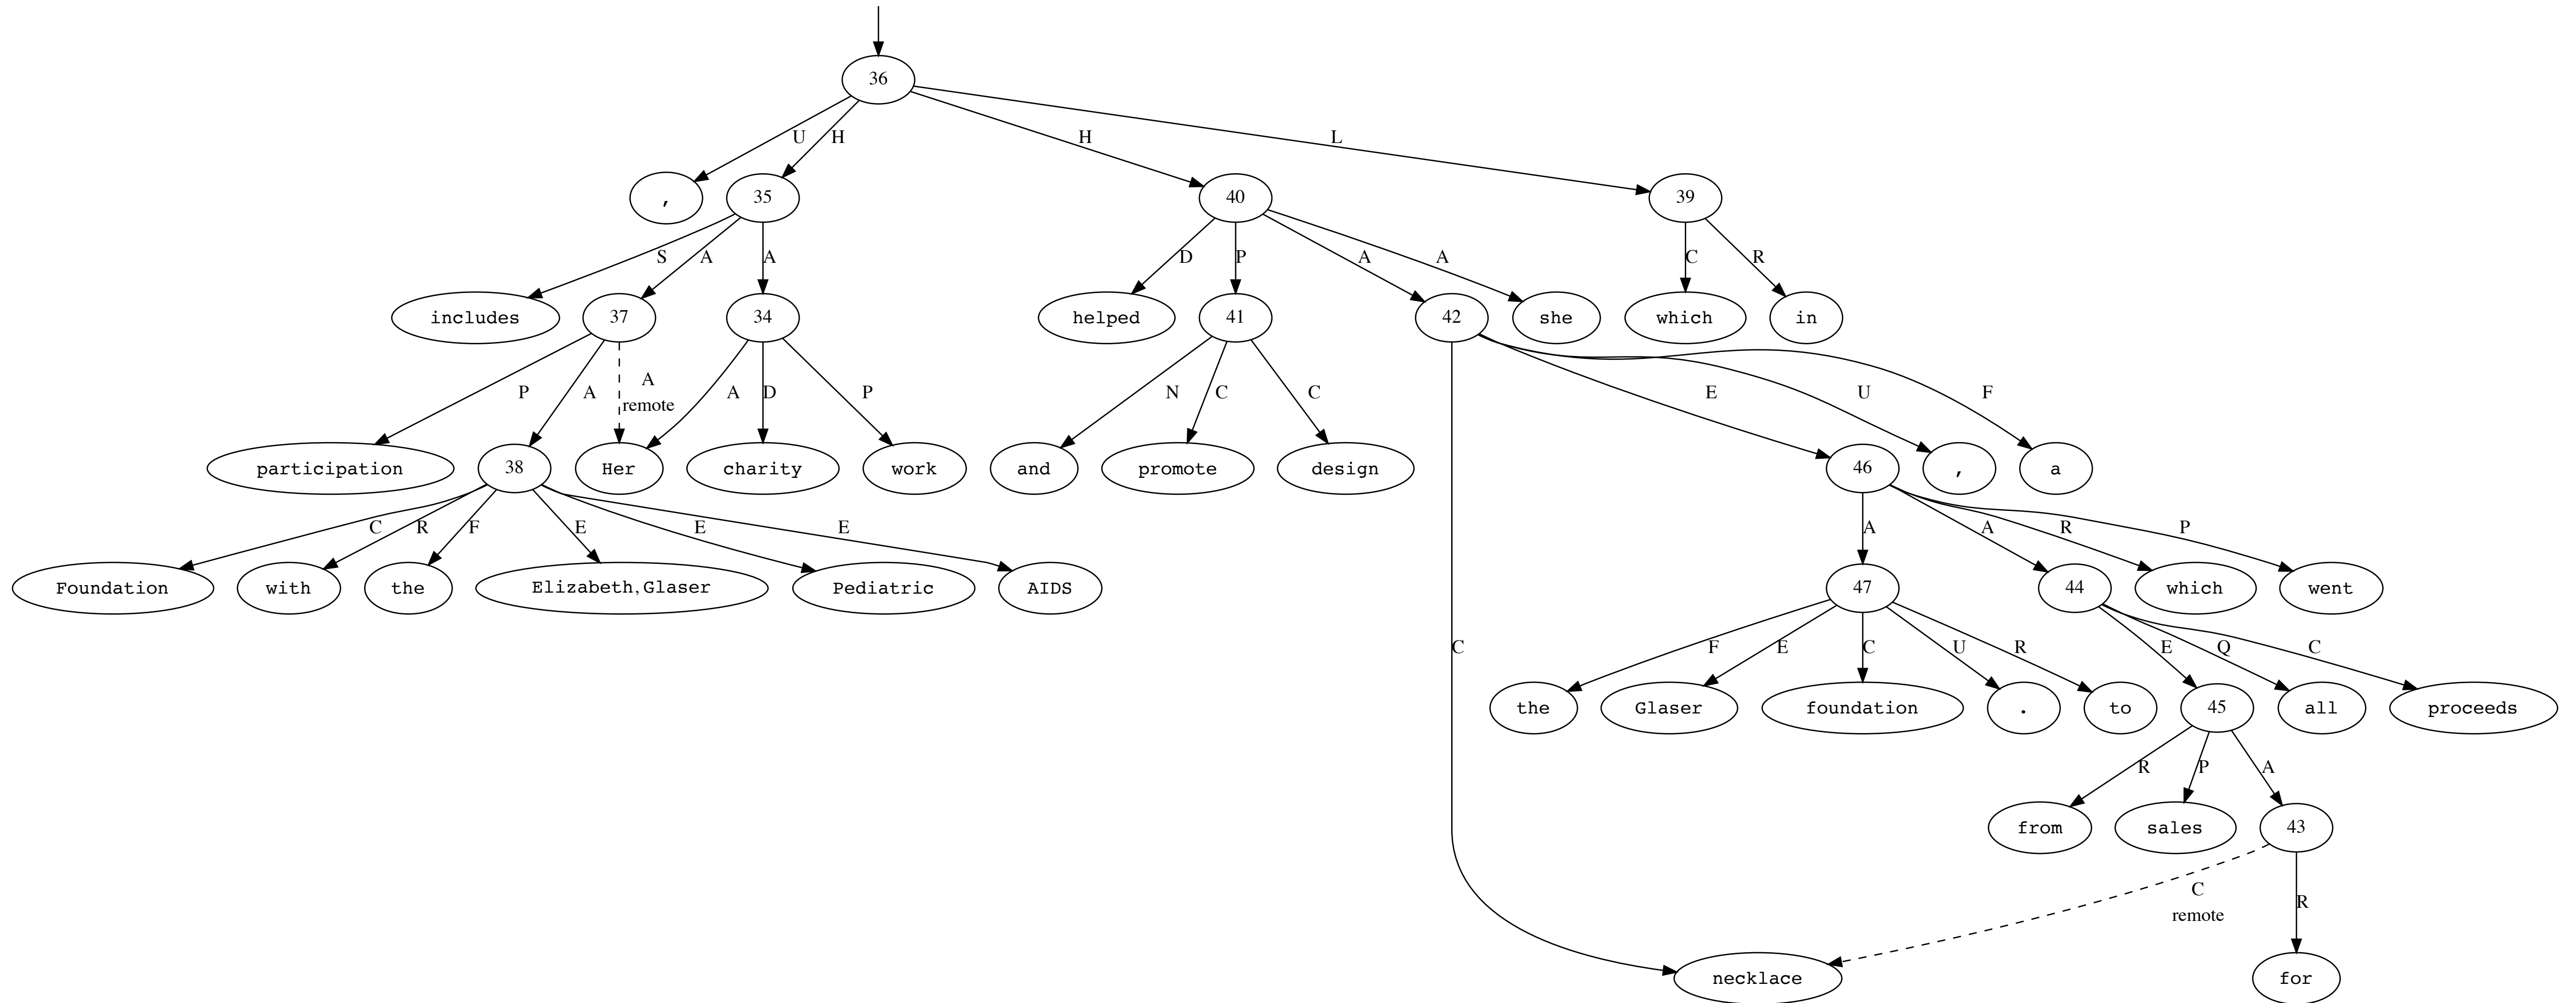 36
U H H L
, 35 40 39
S A A D P A A C R
includes 37 34 helped 41 42 she which in
P A A remote A D P N C C C E U F
participation 38 Her charity work and promote design 46 , a
C R F E E E A A R P
Foundation with the Elizabeth,Glaser Pediatric AIDS 47 44 which went
F E C U R E Q C
the Glaser foundation . to 45 all proceeds
R P A
from sales 43
C remote R
necklace for